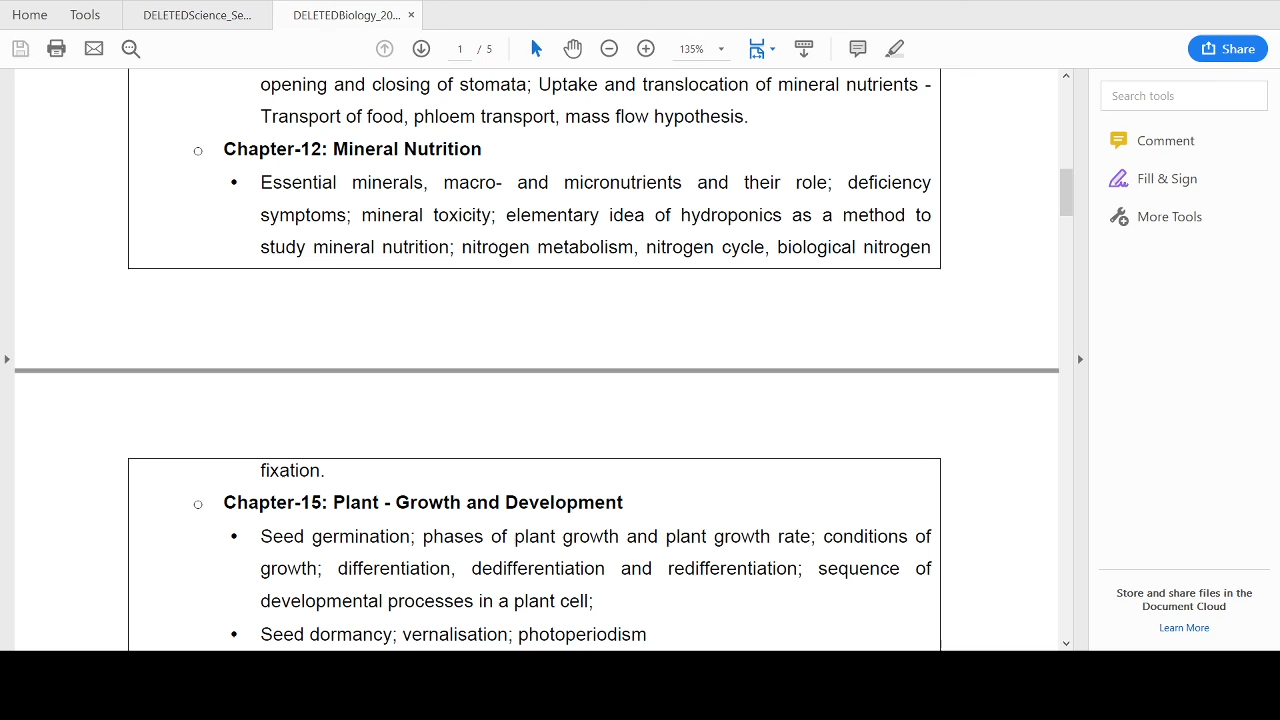 Home Tools DELETEDScience_Se... DELETEDBiology_20... ×
1 / 5 135% Share
opening and closing of stomata; Uptake and translocation of mineral nutrients -
Transport of food, phloem transport, mass flow hypothesis.
○ Chapter-12: Mineral Nutrition
• Essential minerals, macro- and micronutrients and their role; deficiency
symptoms; mineral toxicity; elementary idea of hydroponics as a method to
study mineral nutrition; nitrogen metabolism, nitrogen cycle, biological nitrogen
fixation.
○ Chapter-15: Plant - Growth and Development
• Seed germination; phases of plant growth and plant growth rate; conditions of
growth; differentiation, dedifferentiation and redifferentiation; sequence of
developmental processes in a plant cell;
• Seed dormancy; vernalisation; photoperiodism
Search tools
Comment
Fill & Sign
More Tools
Store and share files in the
Document Cloud
Learn More